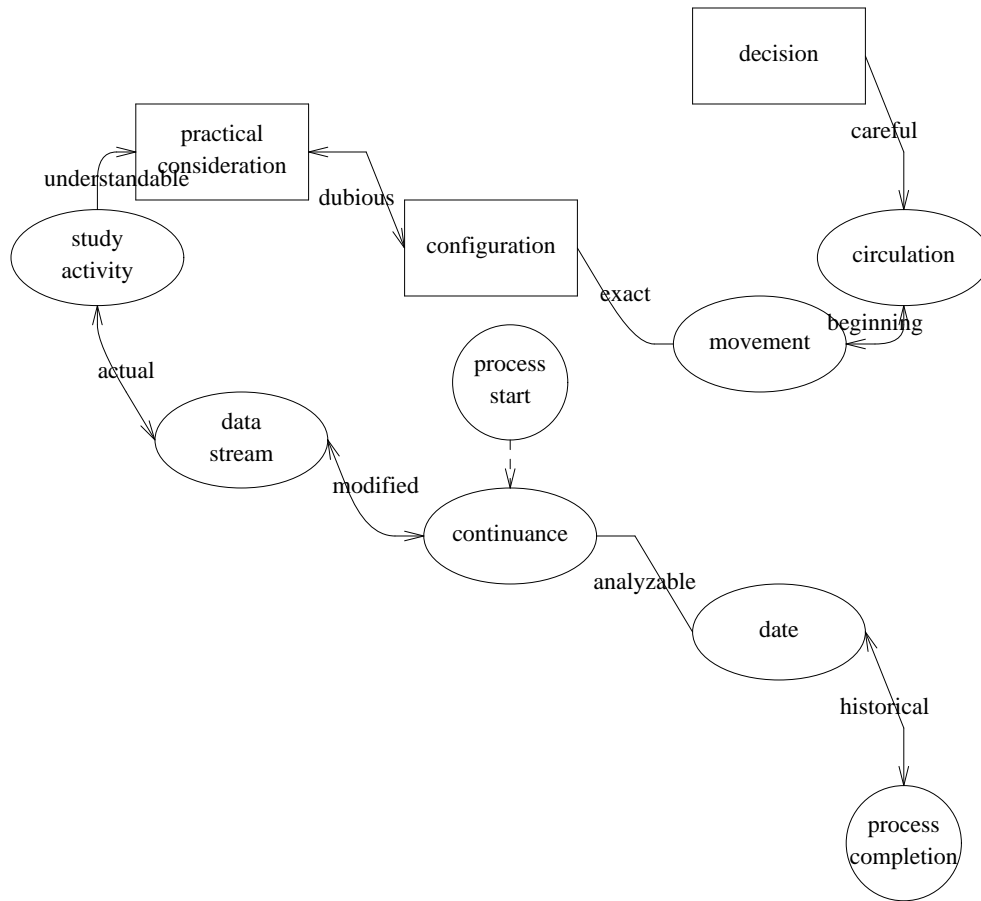 decision
careful
practical
consideration
understandable
dubious
study
activity
configuration
circulation
exact
beginning
movement
process
start
actual
data
stream
modified
continuance
analyzable
date
historical
process
completion